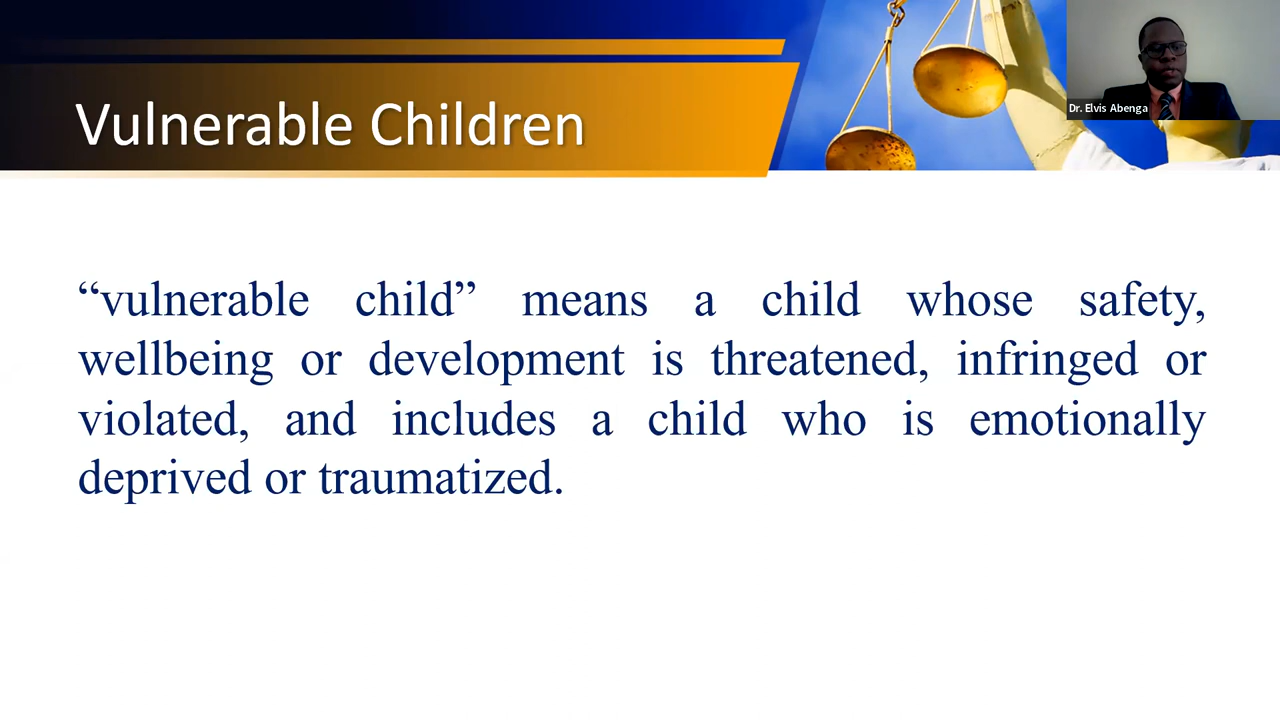 Vulnerable Children
Dr. Elvis Abenga
“vulnerable child” means a child whose safety,
wellbeing or development is threatened, infringed or
violated, and includes a child who is emotionally
deprived or traumatized.